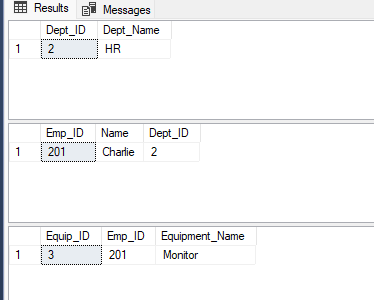 Results Messages
Dept_ID Dept_Name
1 2 HR
Emp_ID Name Dept_ID
1 201 Charlie 2
Equip_ID Emp_ID Equipment_Name
1 3 201 Monitor